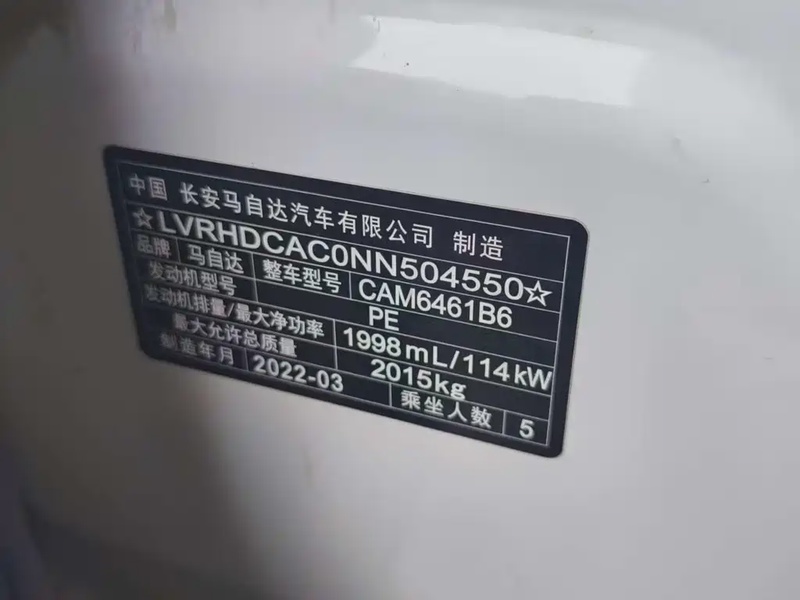 中国 长安马自达汽车有限公司 制造
☆LVRHDCAC0NN504550☆
品牌 马自达 整车型号 CAM6461B6
发动机型号 PE
发动机排量/最大净功率 1998mL/114kW
最大允许总质量 2015kg
制造年月 2022-03 乘坐人数 5